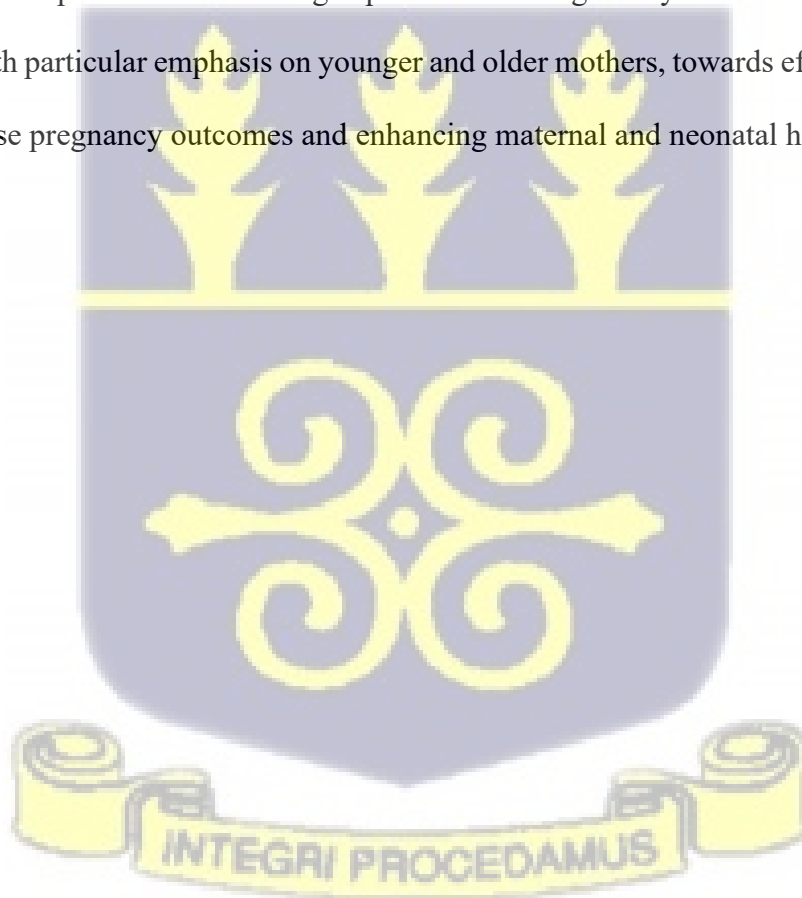 th particular emphasis on younger and older mothers, towards ef
se pregnancy outcomes and enhancing maternal and neonatal h
INTEGRI PROCEDAMUS